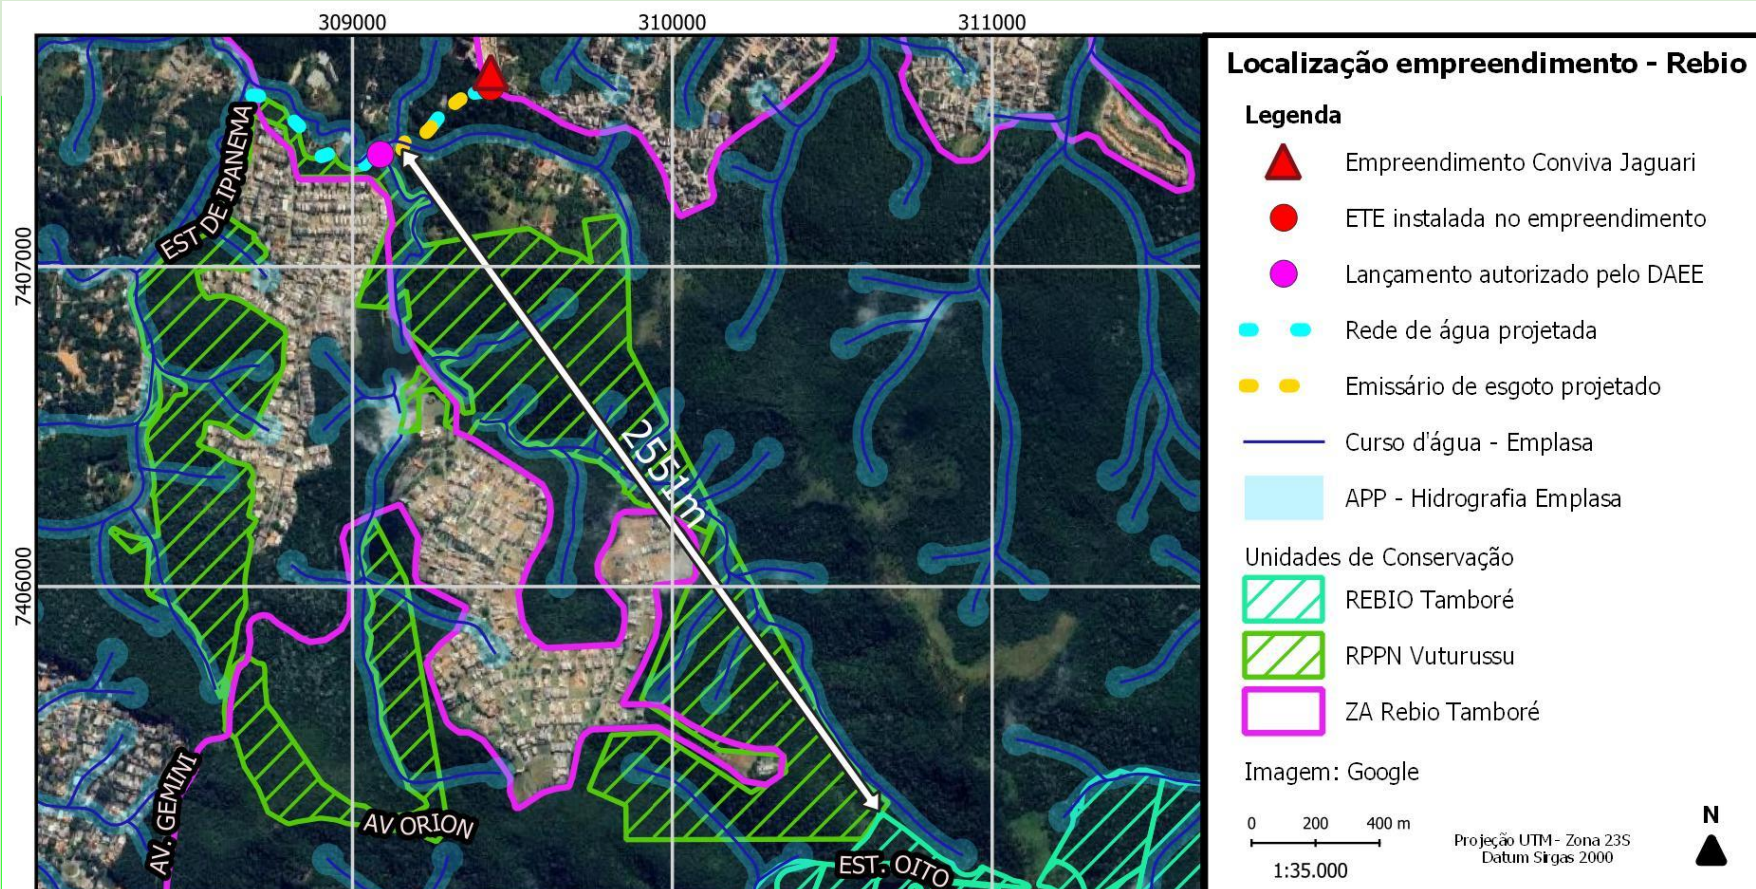 309000
310000
311000
7407000
7406000
EST DE IPANEMA
2551m
AV. GEMINI
AV ORION
EST. OITO
Localização empreendimento - Rebio
Legenda
Empreendimento Conviva Jaguari
ETE instalada no empreendimento
Lançamento autorizado pelo DAEE
Rede de água projetada
Emissário de esgoto projetado
Curso d'água - Emplasa
APP - Hidrografia Emplasa
Unidades de Conservação
REBIO Tamboré
RPPN Vuturussu
ZA Rebio Tamboré
Imagem: Google
0 200 400 m
1:35.000
Projeção UTM - Zona 23S
Datum Sirgas 2000
N